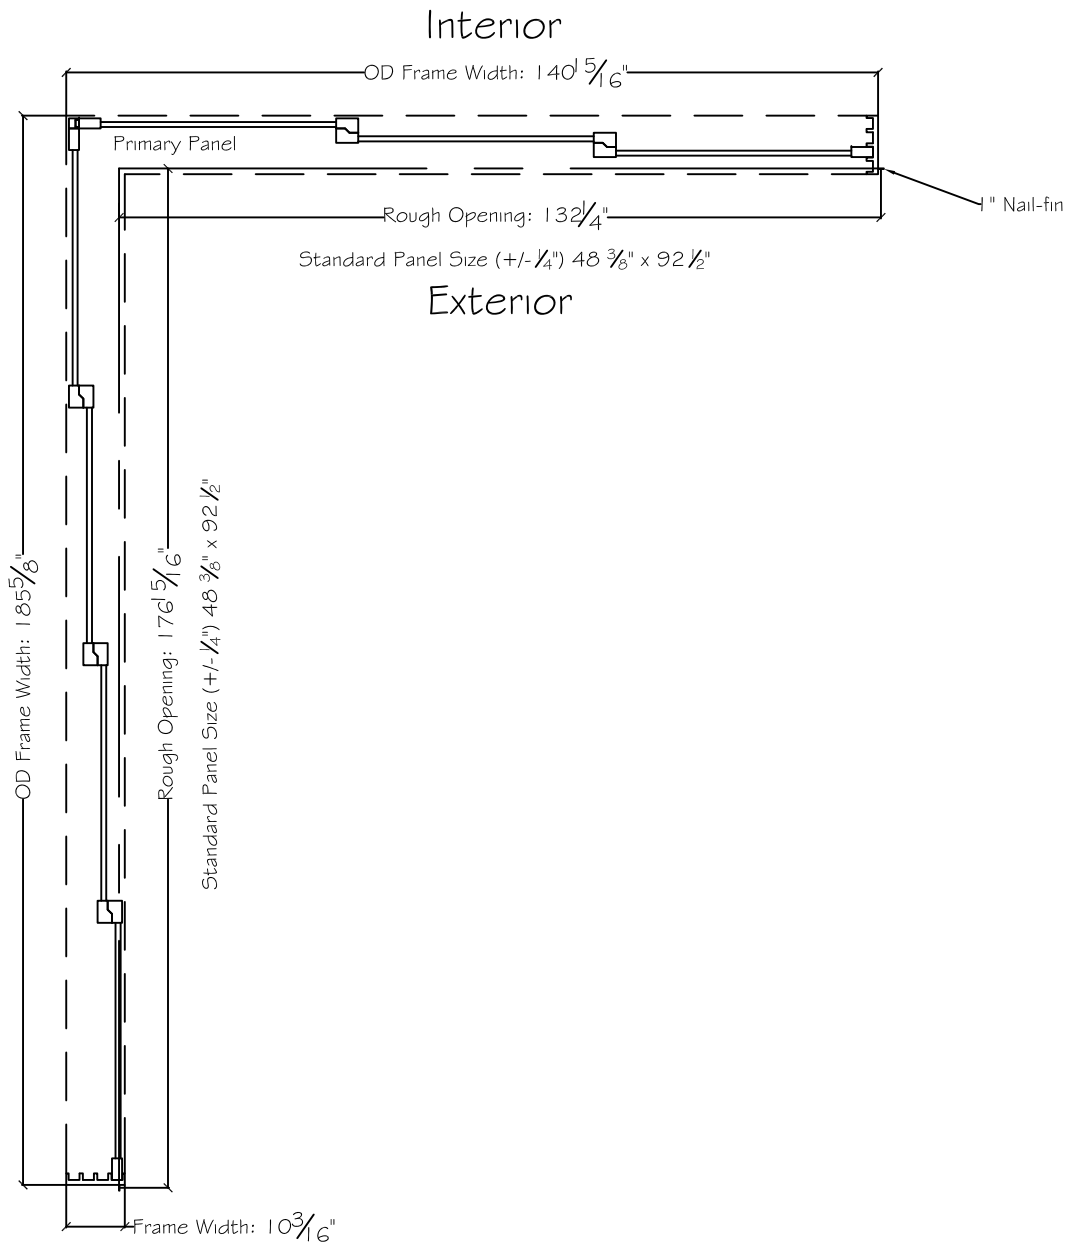 Interior
OD Frame Width: 140 15/16"
Primary Panel
1" Nail-fin
Rough Opening: 132 1/4"
Standard Panel Size (+/- 1/4") 48 3/8" x 92 1/2"
Exterior
OD Frame Width: 185 5/8"
Rough Opening: 176 15/16"
Standard Panel Size (+/- 1/4") 48 3/8" x 92 1/2"
Frame Width: 10 3/16"